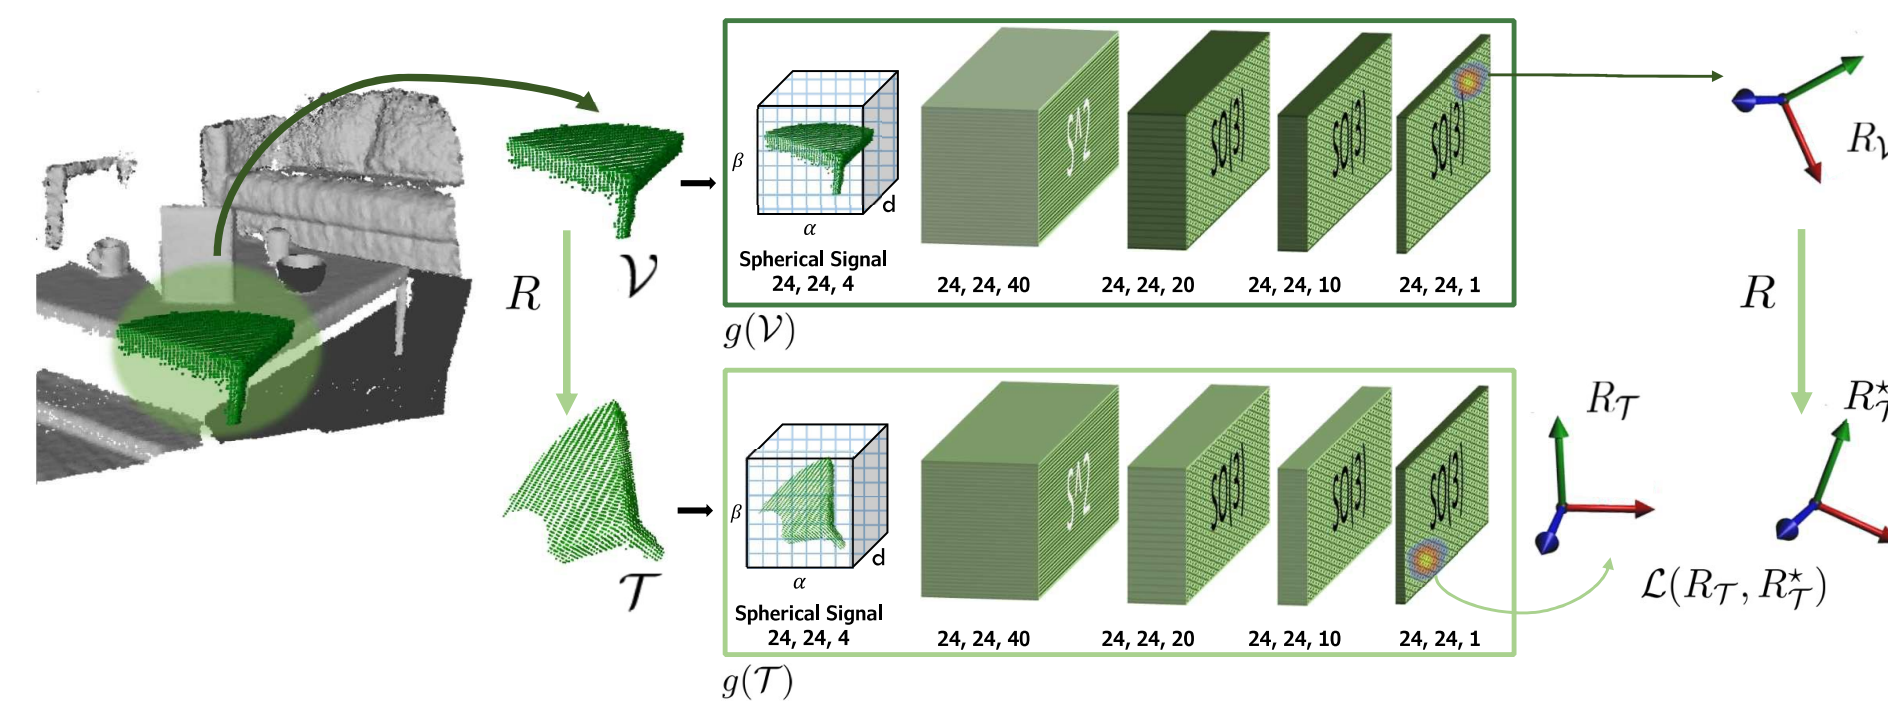 β
α
d
Spherical Signal
24, 24, 4
S^2
24, 24, 40
SO(3)
24, 24, 20
SO(3)
24, 24, 10
SO(3)
24, 24, 1
g(𝒱)
R_𝒱
R
𝒱
R
β
α
d
Spherical Signal
24, 24, 4
S^2
24, 24, 40
SO(3)
24, 24, 20
SO(3)
24, 24, 10
SO(3)
24, 24, 1
g(𝒯)
𝒯
R_𝒯
R_𝒯^⋆
ℒ(R_𝒯, R_𝒯^⋆)